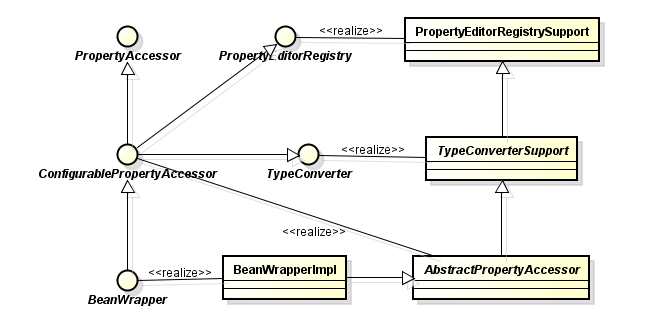 <<realize>>
PropertyEditorRegistrySupport
PropertyAccessor
PropertyEditorRegistry
<<realize>>
TypeConverterSupport
ConfigurablePropertyAccessor
TypeConverter
<<realize>>
<<realize>>
BeanWrapperImpl
AbstractPropertyAccessor
BeanWrapper